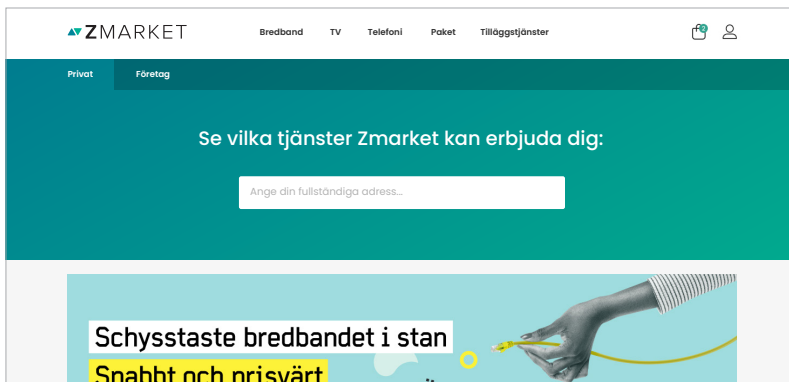 ZMARKET
Bredband TV Telefoni Paket Tilläggstjänster
2
Privat Företag
Se vilka tjänster Zmarket kan erbjuda dig:
Ange din fullständiga adress...
Schysstaste bredbandet i stan
Snabbt och prisvärt